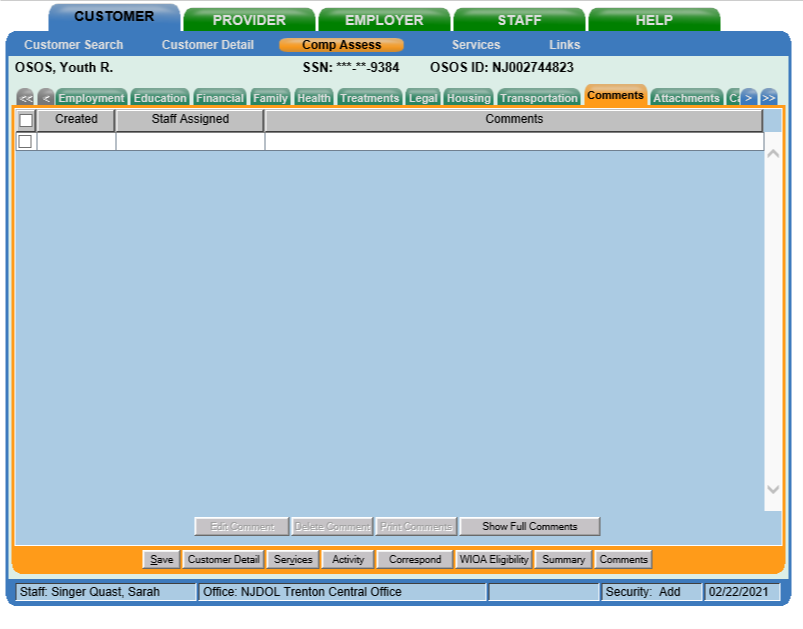 CUSTOMER PROVIDER EMPLOYER STAFF HELP
Customer Search Customer Detail Comp Assess Services Links
OSOS, Youth R. SSN: ***-**-9384 OSOS ID: NJ002744823
<< < Employment Education Financial Family Health Treatments Legal Housing Transportation Comments Attachments > >>
Created Staff Assigned Comments
Edit Comment Delete Comment Print Comments Show Full Comments
Save Customer Detail Services Activity Correspond WIOA Eligibility Summary Comments
Staff: Singer Quast, Sarah Office: NJDOL Trenton Central Office Security: Add 02/22/2021